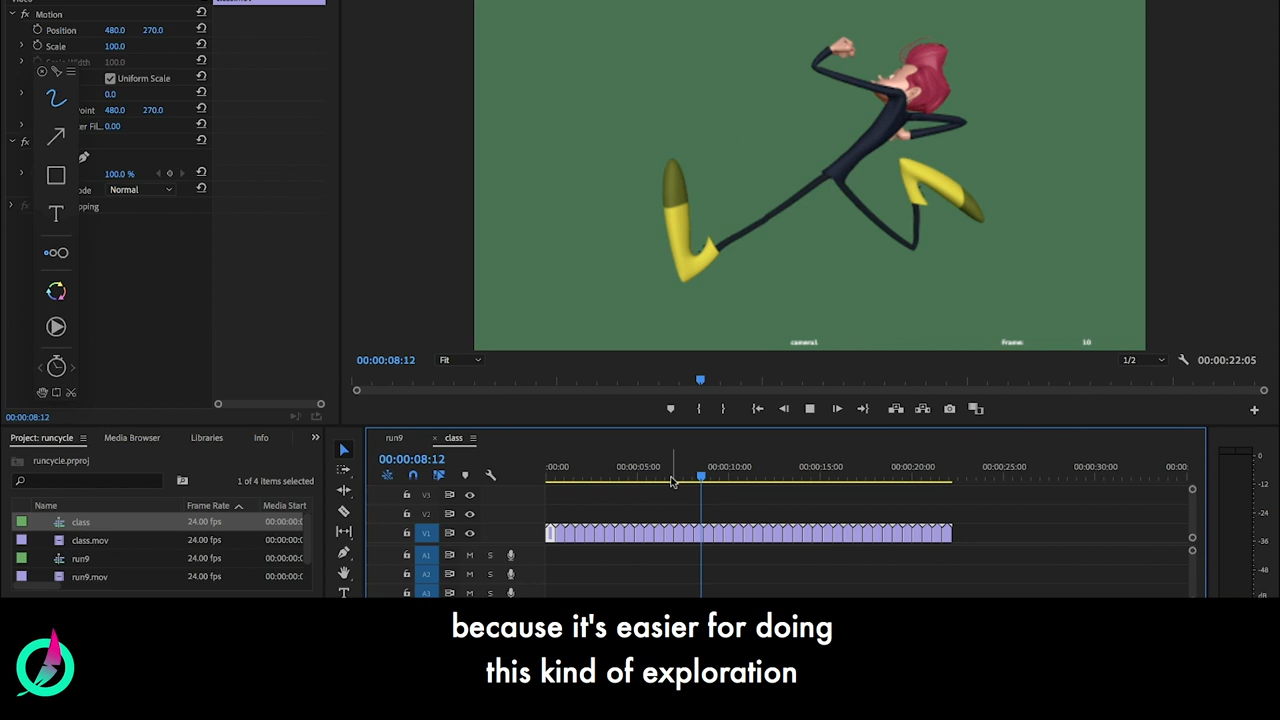 Motion
Position 480.0 270.0
Scale 100.0
Scale Width 100.0
Uniform Scale
0.0
Point 480.0 270.0
er Fil... 0.00
fx
100.0 %
ode Normal
pping
00:00:08:12
camera1 frame: 10
00:00:08:12 Fit 1/2 00:00:22:05
Project: runcycle Media Browser Libraries Info
runcycle.prproj
1 of 4 items selected
Name Frame Rate Media Start
class 24.00 fps 00:00:00:0
class.mov 24.00 fps 00:00:00:0
run9 24.00 fps 00:00:00:0
run9.mov 24.00 fps 00:00:00:0
run9 × class
00:00:08:12
:00:00 00:00:05:00 00:00:10:00 00:00:15:00 00:00:20:00 00:00:25:00 00:00:30:00 00:00:
V3
V2
V1
A1 M S
A2 M S
A3 M S
0
-12
-24
-36
-48
dB
because it's easier for doing
this kind of exploration